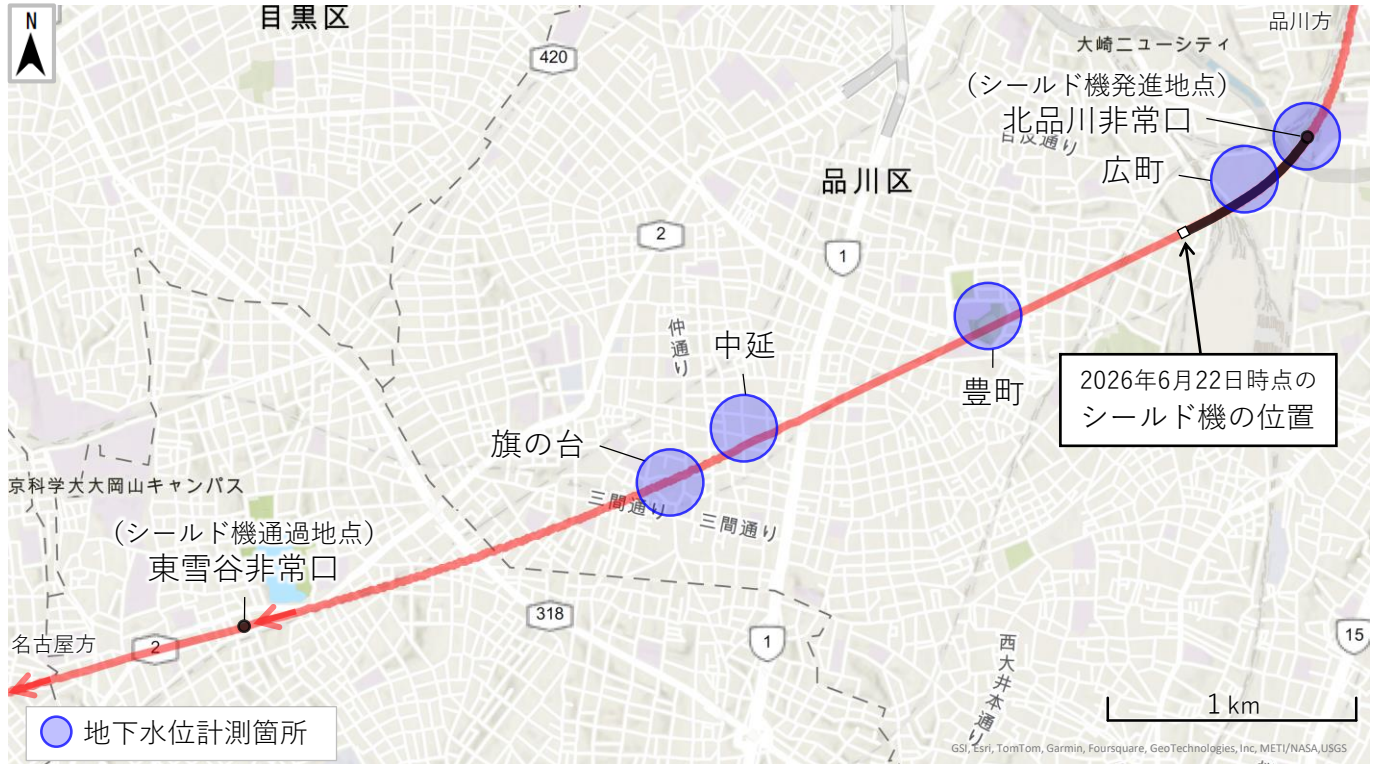 N
目黒区
420
品川方
大崎ニューシティ
(シールド機発進地点)
北品川非常口
百反通り
広町
品川区
2
1
仲通り
中延
豊町
2026年6月22日時点の
シールド機の位置
旗の台
三間通り
三間通り
京科学大大岡山キャンパス
(シールド機通過地点)
東雪谷非常口
318
名古屋方
2
1
西大井本通り
15
1 km
地下水位計測箇所
GSI, Esri, TomTom, Garmin, Foursquare, GeoTechnologies, Inc, METI/NASA, USGS